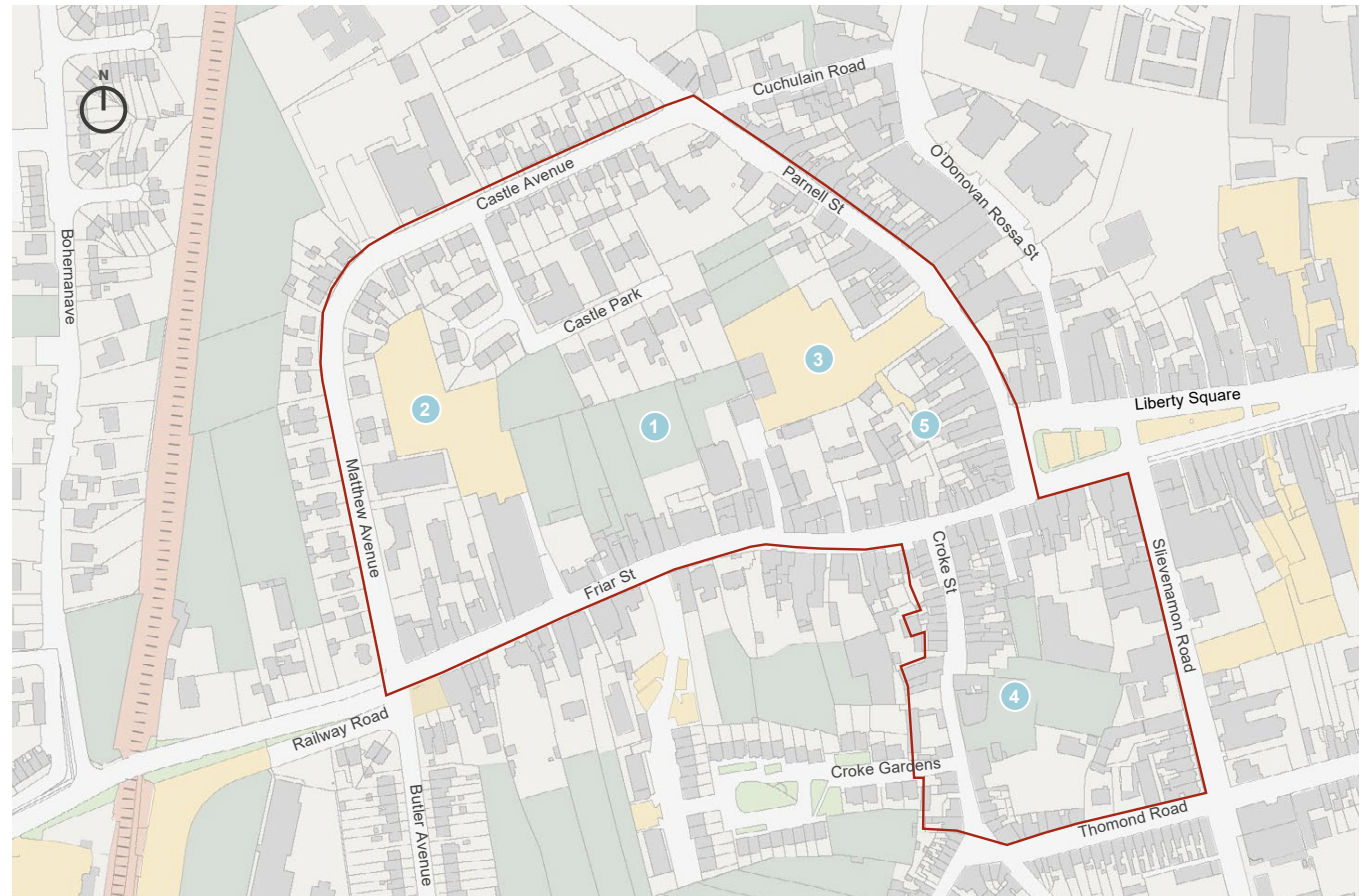 N
Cuchulain Road
O'Donovan Rossa St
Castle Avenue
Parnell St
Bohernanave
Castle Park
3
Liberty Square
2
1
5
Matthew Avenue
Friar St
Croke St
Slievenamon Road
4
Railway Road
Croke Gardens
Butler Avenue
Thomond Road